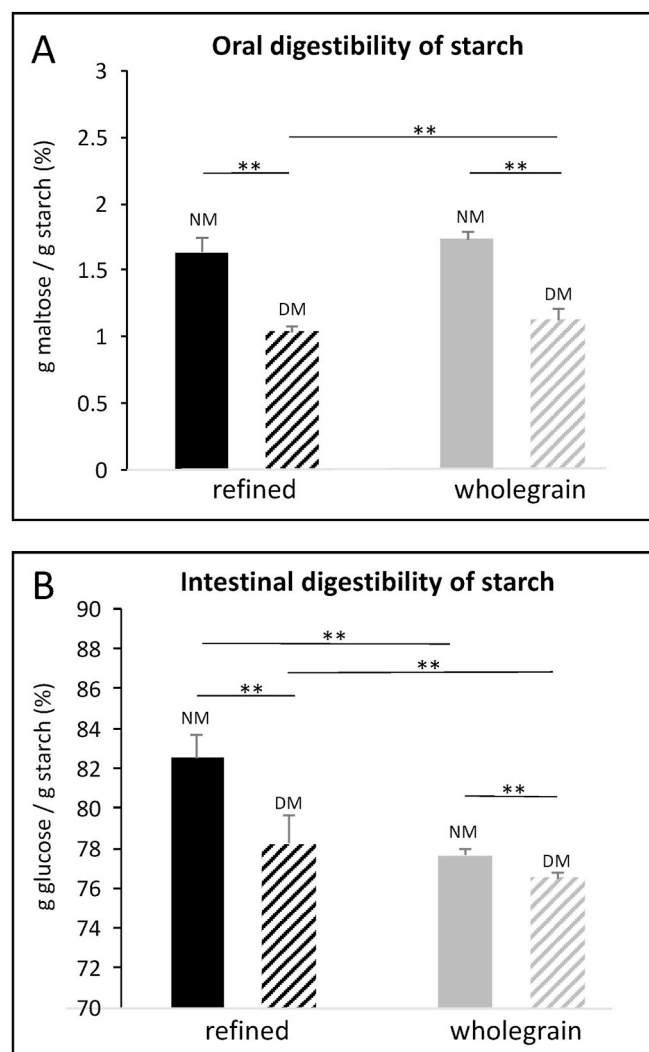 A
Oral digestibility of starch
g maltose / g starch (%)
3
2.5
2
1.5
1
0.5
0
**
**
**
NM
DM
NM
DM
refined
wholegrain
B
Intestinal digestibility of starch
g glucose / g starch (%)
90
88
86
84
82
80
78
76
74
72
70
**
**
**
**
NM
DM
NM
DM
refined
wholegrain